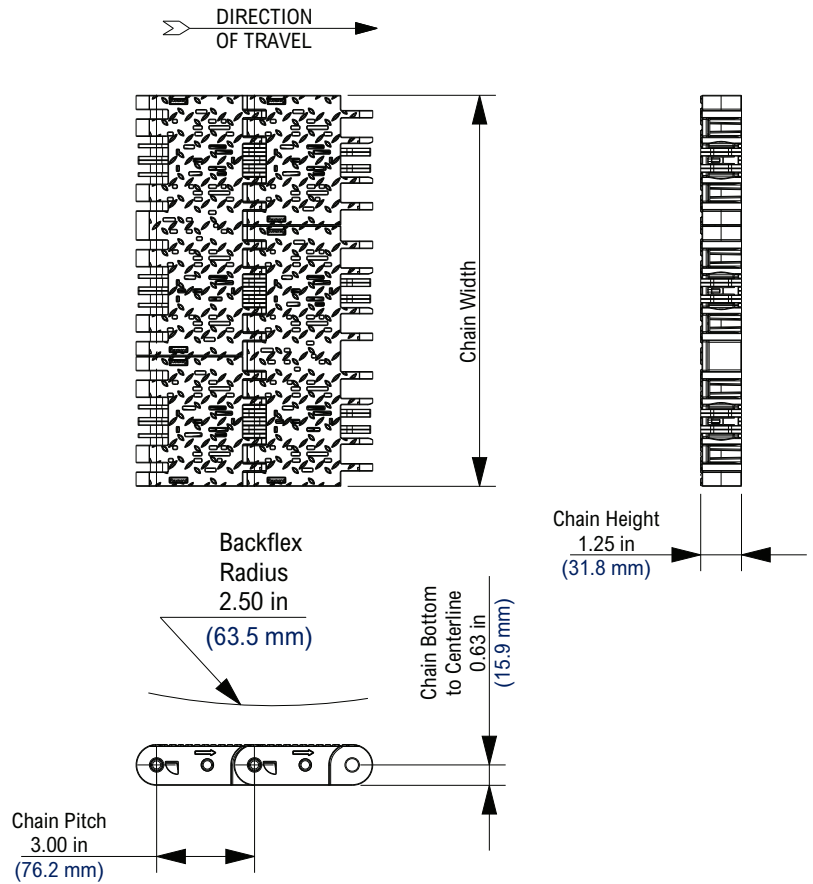 DIRECTION
OF TRAVEL
Chain Width
Chain Height
1.25 in
(31.8 mm)
Backflex
Radius
2.50 in
(63.5 mm)
Chain Bottom
to Centerline
0.63 in
(15.9 mm)
Chain Pitch
3.00 in
(76.2 mm)